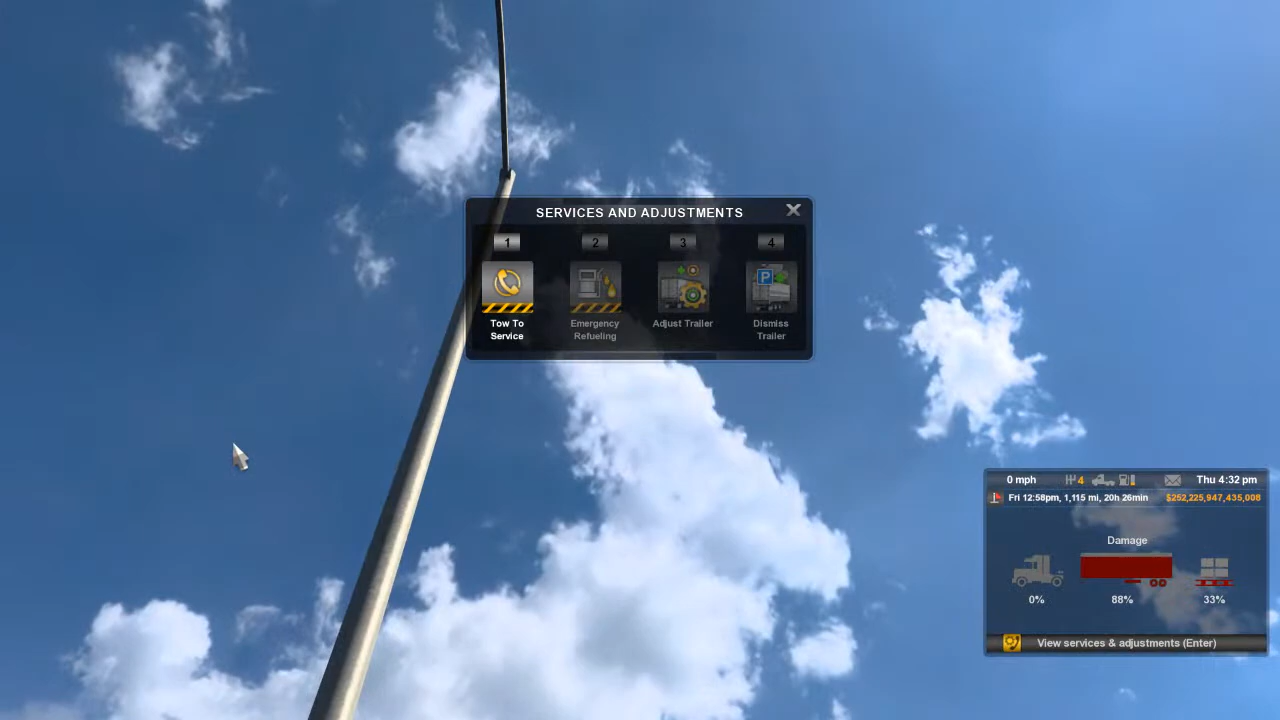 SERVICES AND ADJUSTMENTS
1 2 3 4
Tow To Service
Emergency Refueling
Adjust Trailer
Dismiss Trailer
0 mph 4 Thu 4:32 pm
Fri 12:58pm, 1,115 mi, 20h 26min $252,225,947,435,008
Damage
0% 88% 33%
View services & adjustments (Enter)